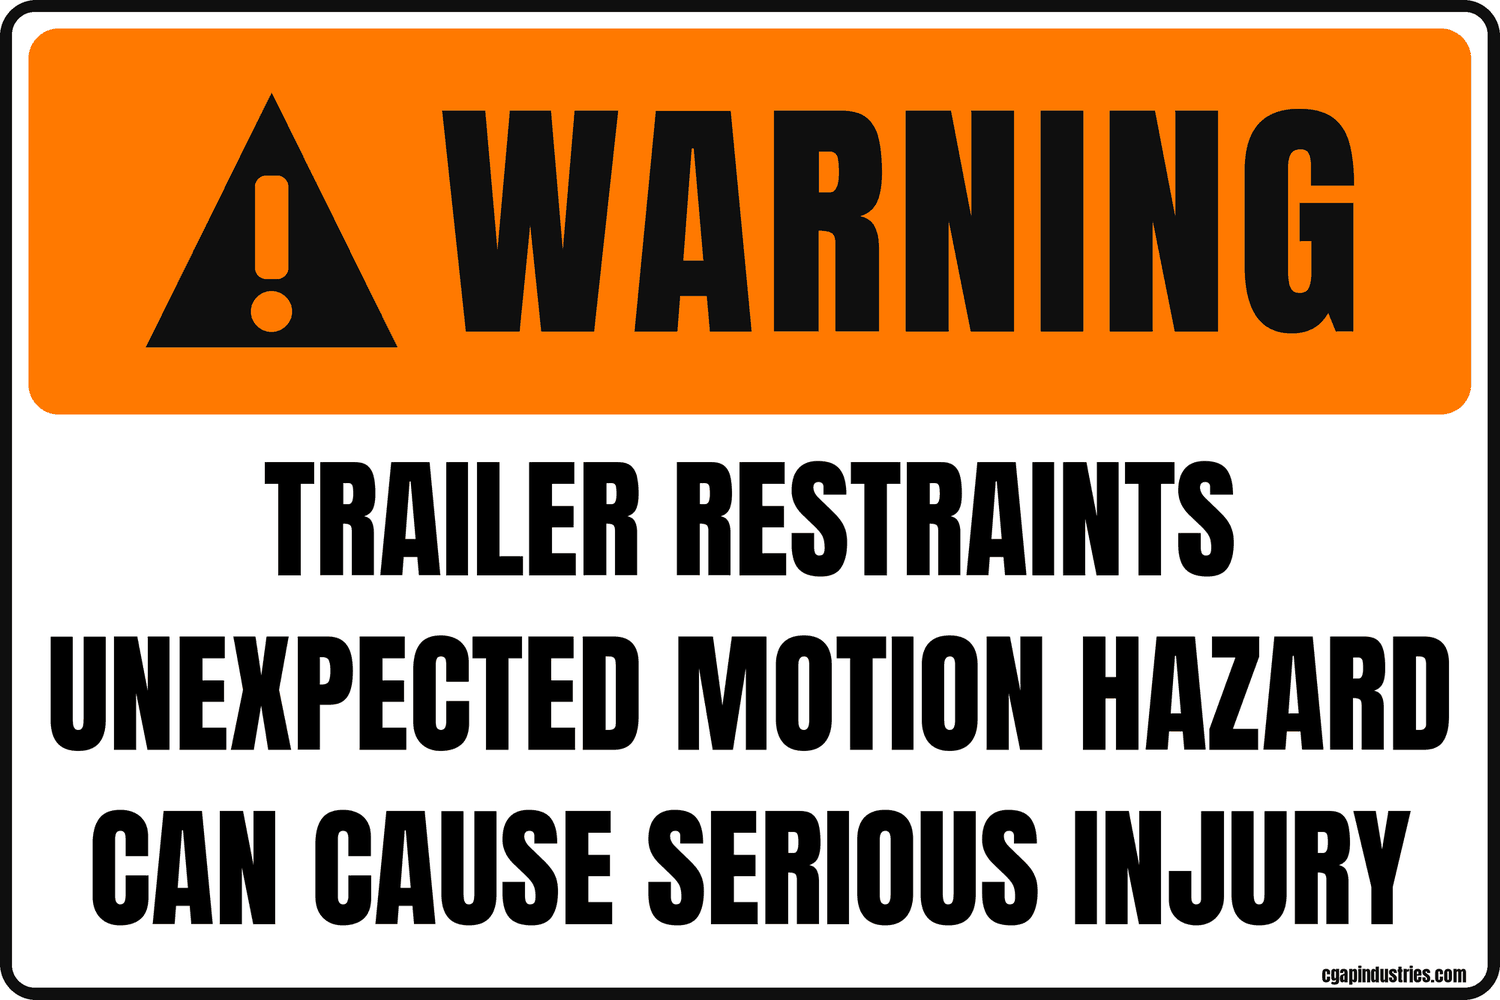 WARNING
TRAILER RESTRAINTS
UNEXPECTED MOTION HAZARD
CAN CAUSE SERIOUS INJURY
cgapindustries.com